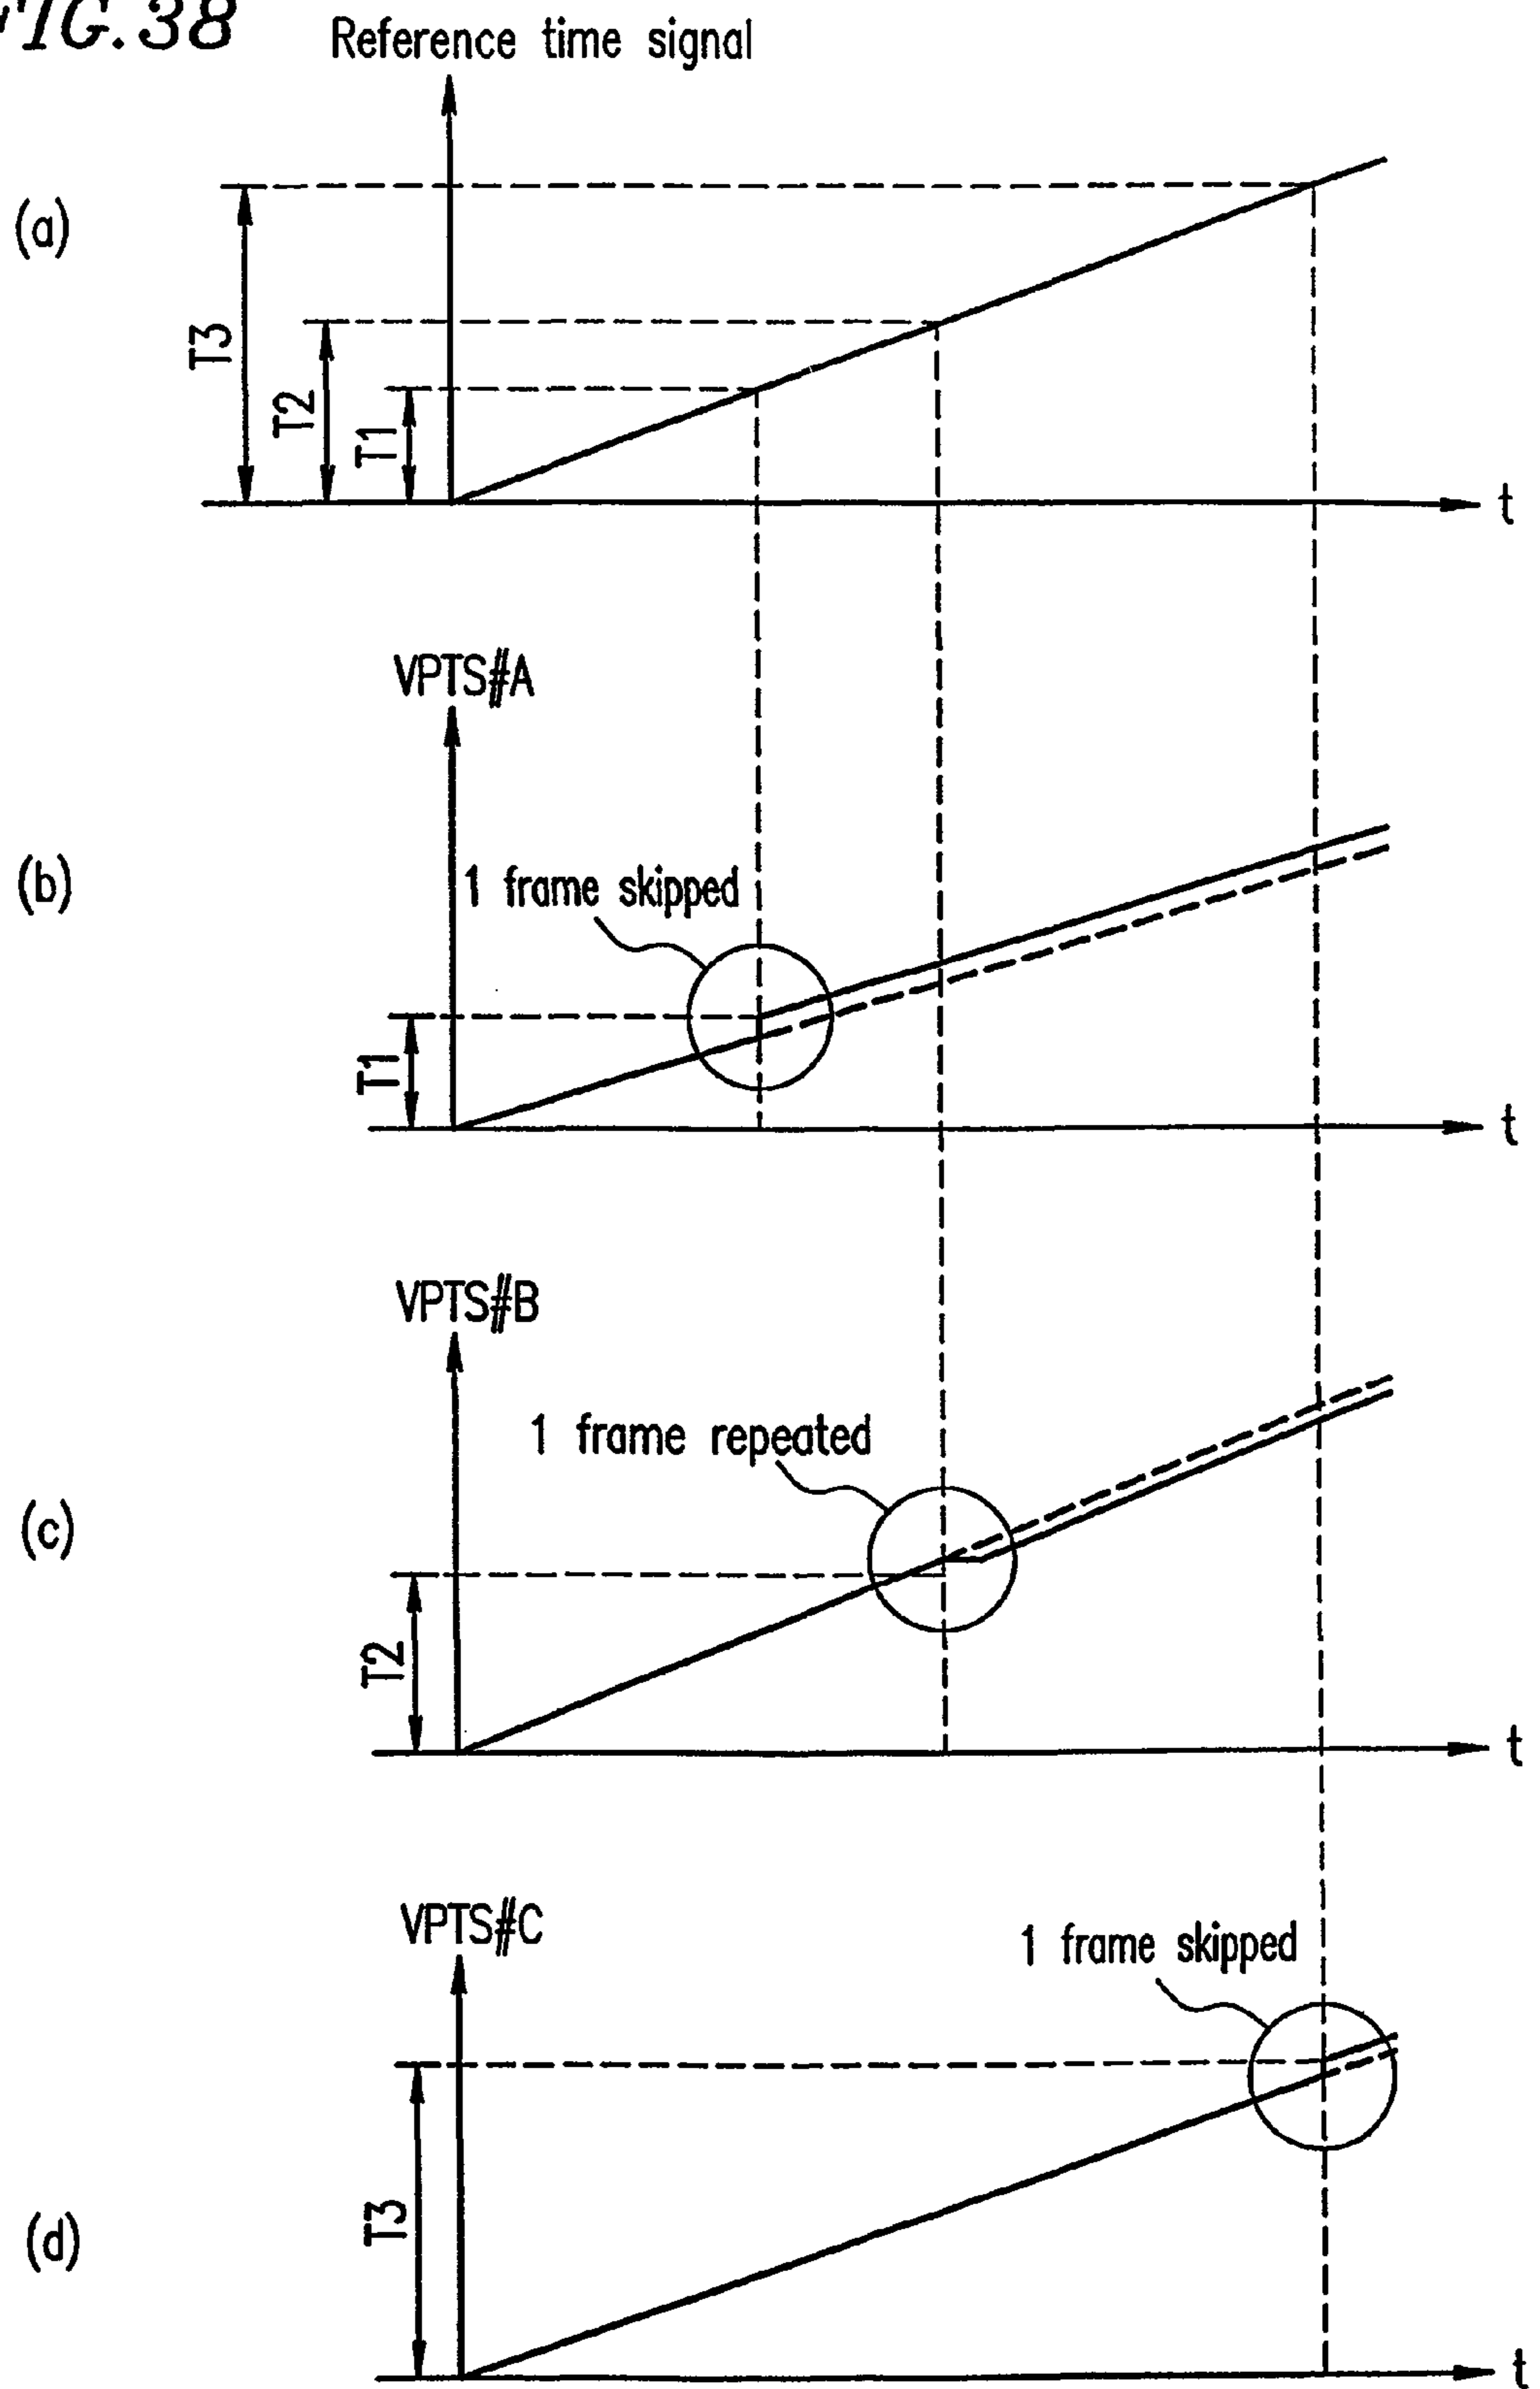 FIG.38
Reference time signal
(a)
T3
T2
T1
t
VPTS#A
(b)
1 frame skipped
T1
t
VPTS#B
1 frame repeated
(c)
T2
t
VPTS#C
1 frame skipped
T3
(d)
t